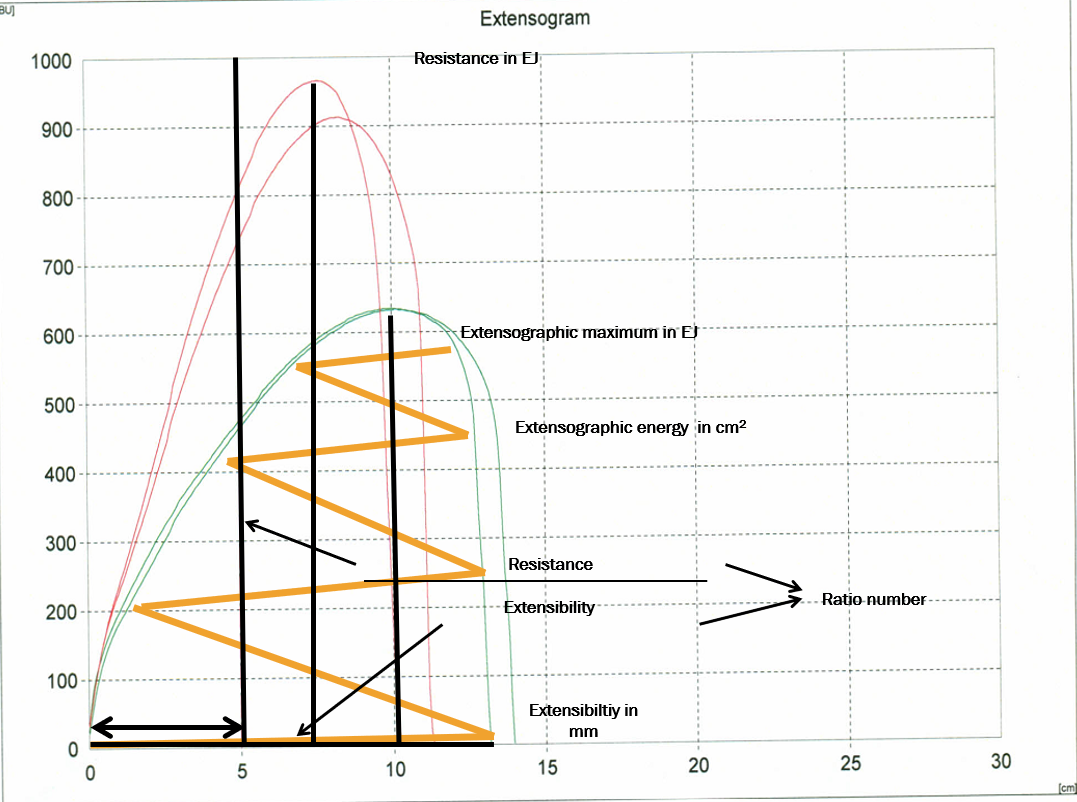 BU]
Extensogram
Resistance in EJ
1000
900
800
700
600
500
400
300
200
100
0
Extensographic maximum in EJ
Extensographic energy in cm²
Resistance
Extensibility
Ratio number
Extensibiltiy in
mm
0
5
10
15
20
25
30
[cm]